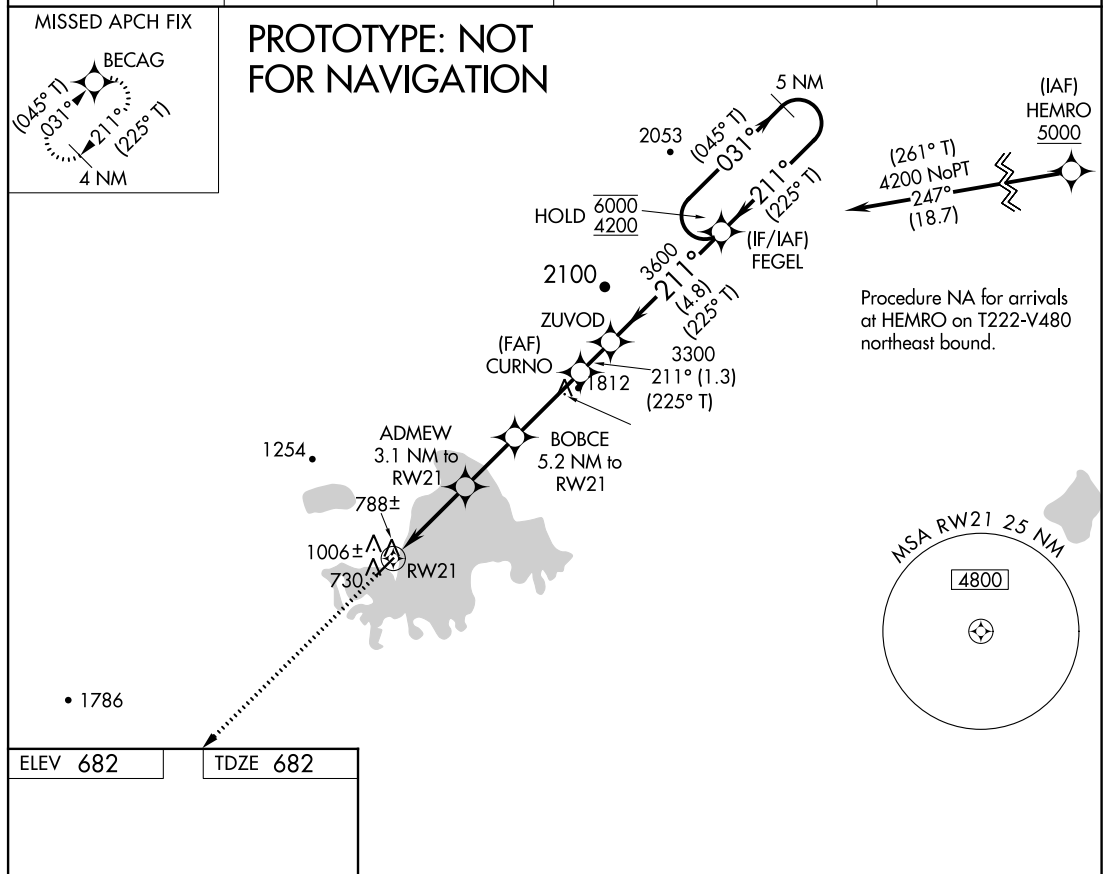 MISSED APCH FIX
BECAG
(045° T)
031°
211°
(225° T)
4 NM
PROTOTYPE: NOT
FOR NAVIGATION
5 NM
2053
(045° T)
031°
211°
(225° T)
HOLD 6000
4200
(IF/IAF)
FEGEL
(IAF)
HEMRO
5000
(261° T)
4200 NoPT
247°
(18.7)
Procedure NA for arrivals
at HEMRO on T222-V480
northeast bound.
2100
3600
211°
(4.8)
(225° T)
ZUVOD
(FAF)
CURNO
3300
211° (1.3)
(225° T)
1812
BOBCE
5.2 NM to
RW21
ADMEW
3.1 NM to
RW21
1254
788±
1006±
730
RW21
MSA RW21 25 NM
4800
1786
ELEV 682
TDZE 682